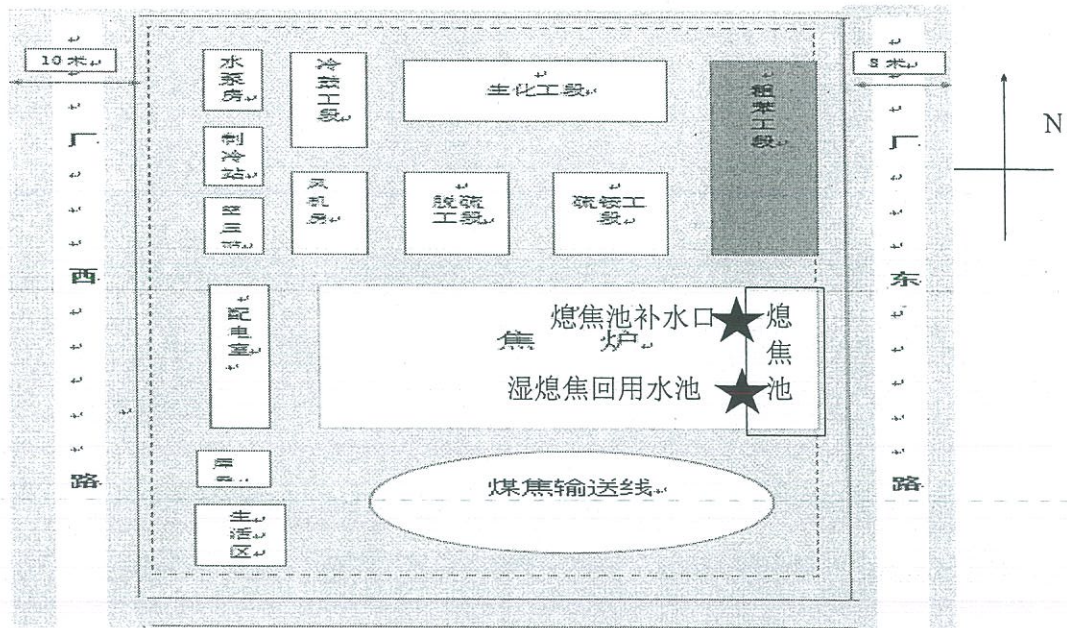 10 米
8 米
N
水泵房
冷
工段
生化工段
粗苯工段
制冷站
风机房
脱硫
工段
硫铵工
段
厂西路
厂东路
配电室
焦炉
熄焦池补水口
湿熄焦回用水池
熄焦池
煤焦输送线
生活区